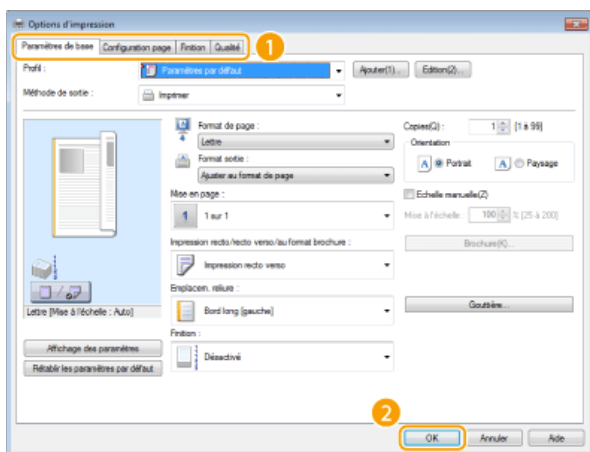 Options d'impression
Paramètres de base Configuration page Finition Qualité 1
Profil : Paramètres par défaut Ajouter(1)... Edition(2)...
Méthode de sortie : Imprimer
Format de page : Copies(Q) : 1 [1 à 99]
Lettre Orientation
Format sortie : A Portrait A Paysage
Ajuster au format de page
Mise en page : Echelle manuelle(Z)
1 1 sur 1 Mise à l'échelle : 100 % [25 à 200]
Impression recto/recto verso/au format brochure : Brochure(K)...
Impression recto verso
Emplacem. reliure :
Lettre [Mise à l'échelle : Auto] Bord long [gauche] Gouttière...
Finition :
Affichage des paramètres Désactivé
Rétablir les paramètres par défaut
2
OK Annuler Aide